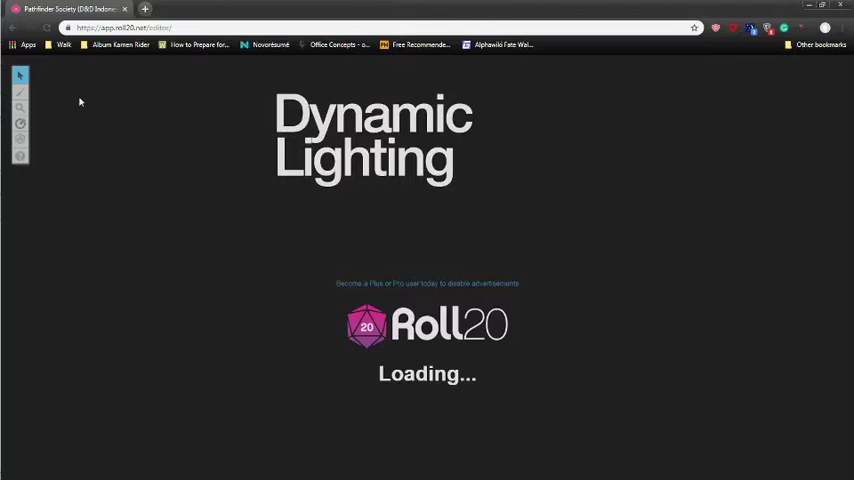 Pathfinder Society (D&D Indone
https://app.roll20.net/editor/
Apps Walk Album Kamen Rider How to Prepare for... Novorésumé Office Concepts - o... Free Recommende... Alphawiki Fate Wal... Other bookmarks
Dynamic
Lighting
Become a Plus or Pro user today to disable advertisements
20 Roll20
Loading...